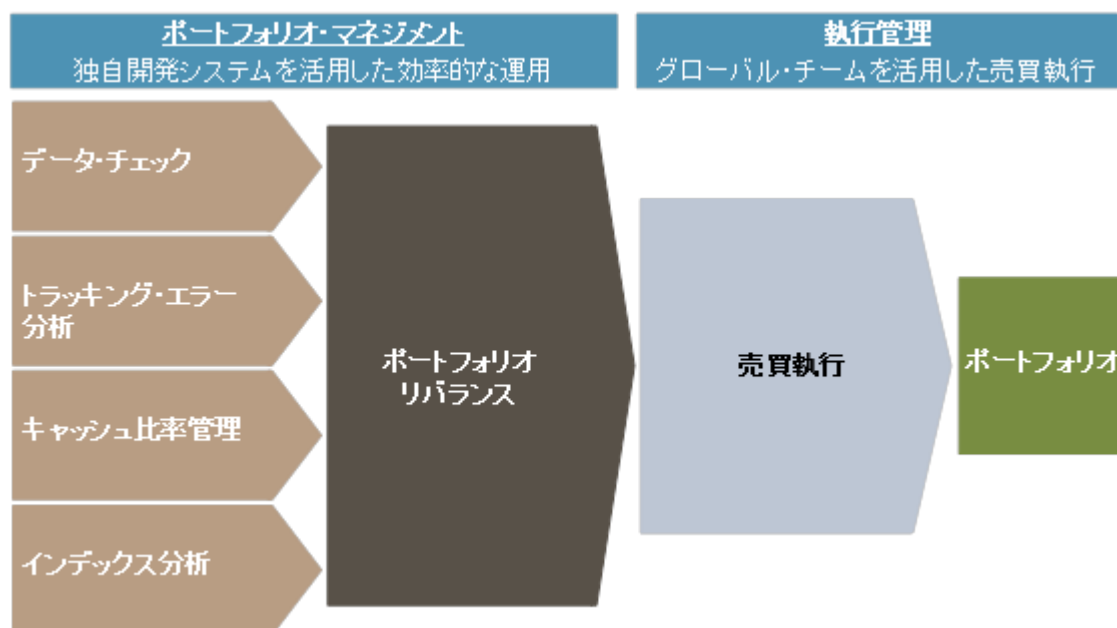 ポートフォリオ・マネジメント
独自開発システムを活用した効率的な運用
執行管理
グローバル・チームを活用した売買執行
データ・チェック
トラッキング・エラー
分析
キャッシュ比率管理
インデックス分析
ポートフォリオ
リバランス
売買執行
ポートフォリオ